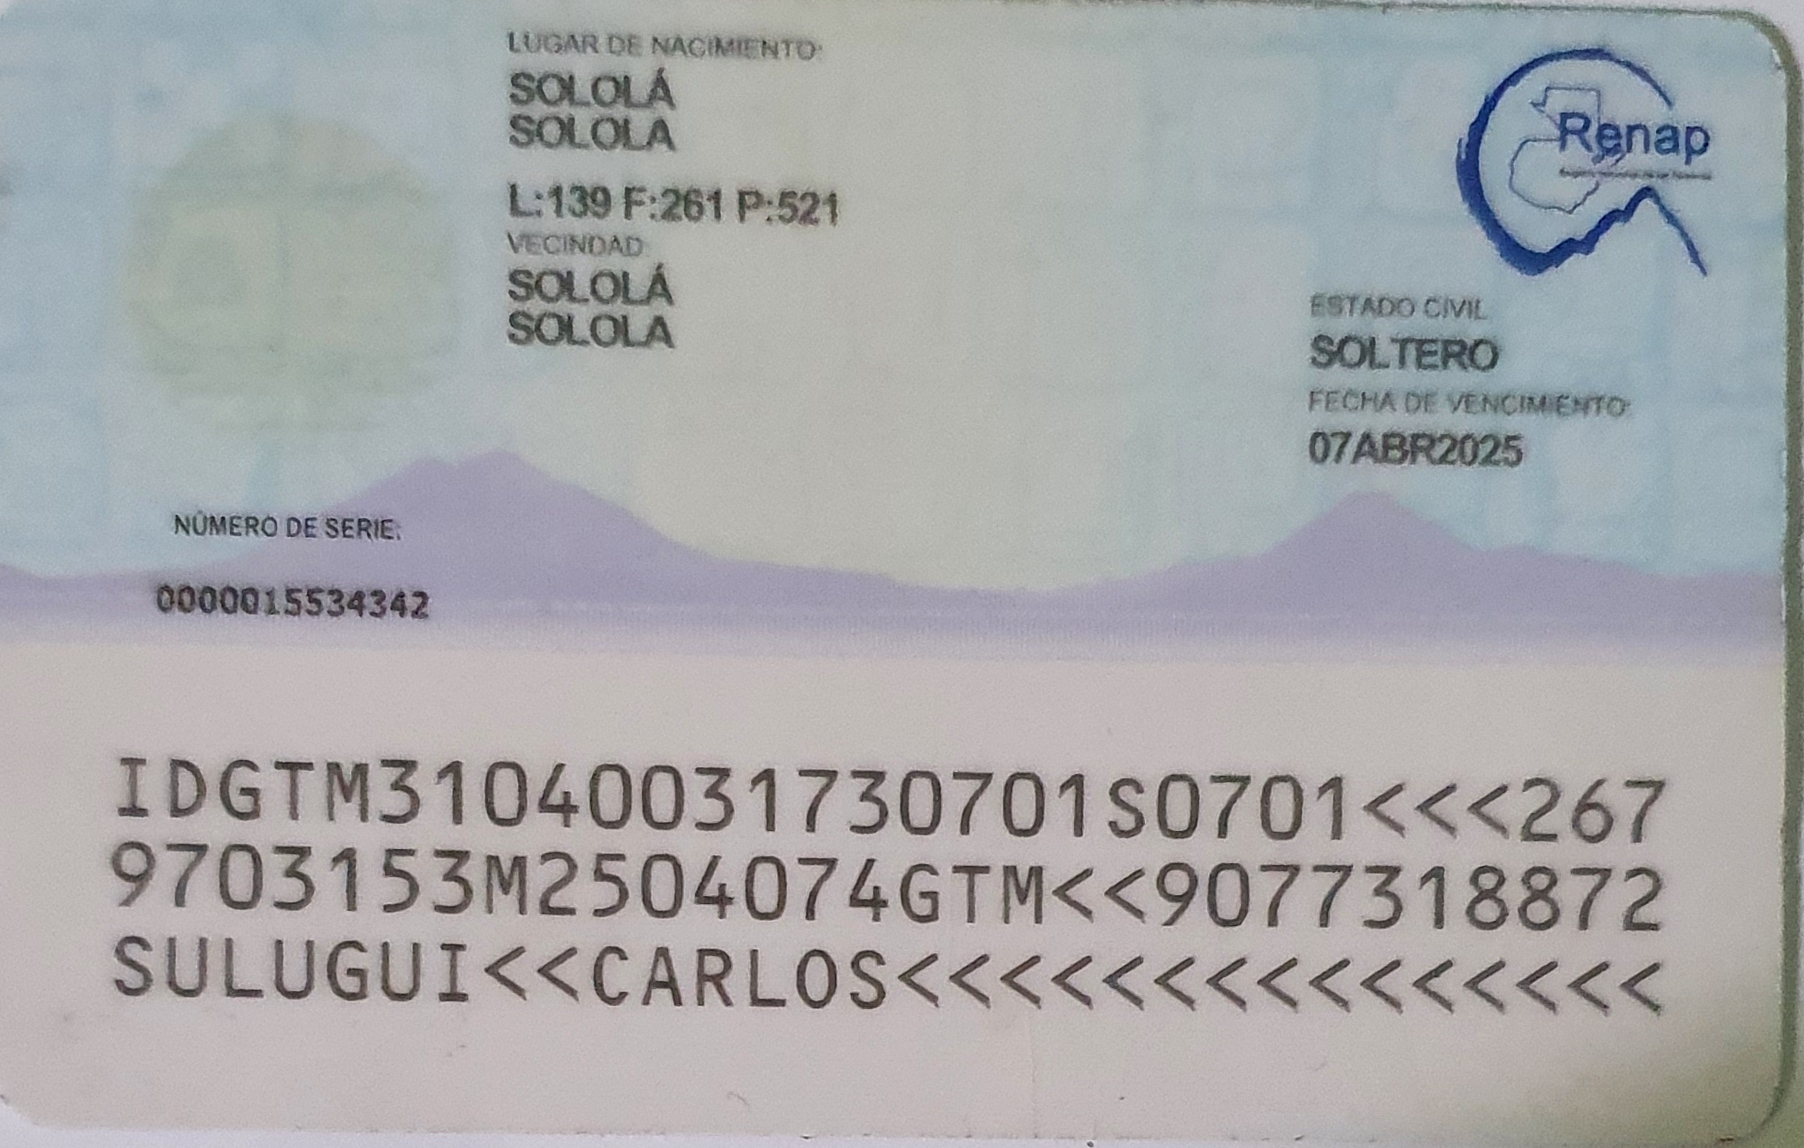 LUGAR DE NACIMIENTO:
SOLOLÁ
SOLOLA
L:139 F:261 P:521
VECINDAD
SOLOLÁ
SOLOLA
Renap
ESTADO CIVIL
SOLTERO
FECHA DE VENCIMIENTO:
07ABR2025
NÚMERO DE SERIE:
0000015534342
IDGTM31040031730701S0701<<<267
9703153M2504074GTM<<9077318872
SULUGUI<<CARLOS<<<<<<<<<<<<<<<